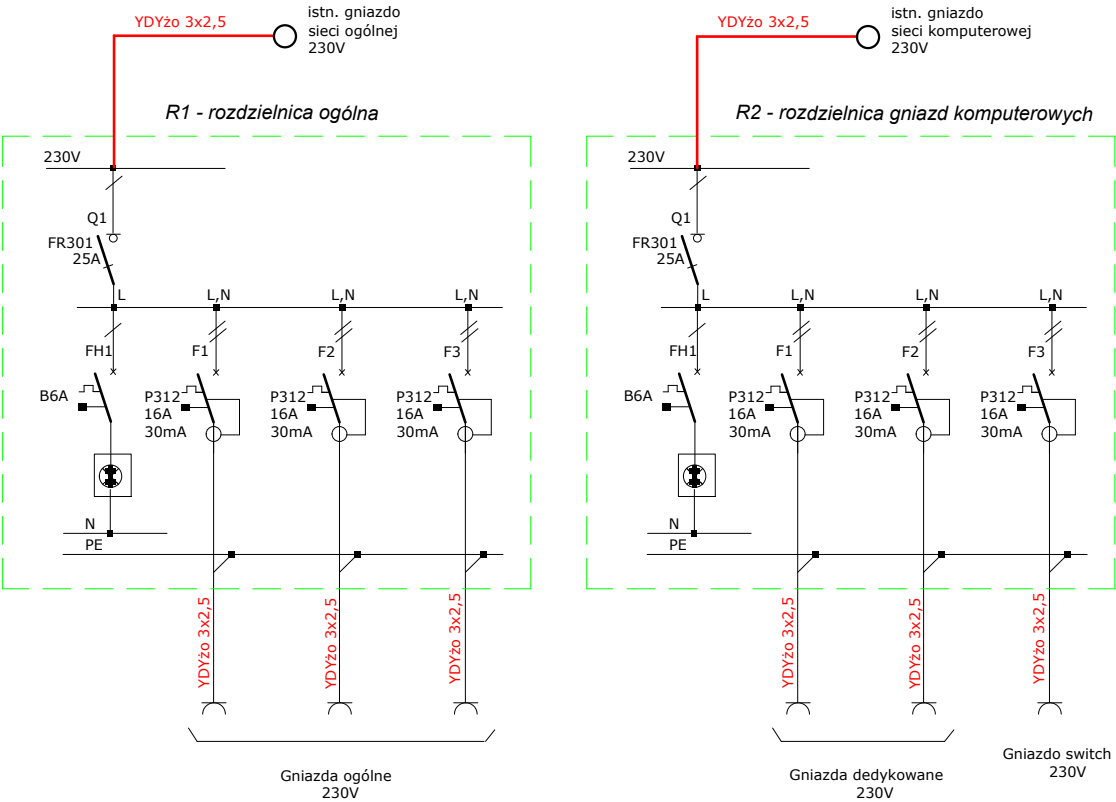 YDYżo 3x2,5
istn. gniazdo
sieci ogólnej
230V
R1 - rozdzielnica ogólna
230V
Q1
FR301
25A
L
L,N
L,N
L,N
FH1
F1
F2
F3
B6A
P312
16A
30mA
P312
16A
30mA
P312
16A
30mA
N
PE
YDYżo 3x2,5
YDYżo 3x2,5
YDYżo 3x2,5
Gniazda ogólne
230V
YDYżo 3x2,5
istn. gniazdo
sieci komputerowej
230V
R2 - rozdzielnica gniazd komputerowych
230V
Q1
FR301
25A
L
L,N
L,N
L,N
FH1
F1
F2
F3
B6A
P312
16A
30mA
P312
16A
30mA
P312
16A
30mA
N
PE
YDYżo 3x2,5
YDYżo 3x2,5
YDYżo 3x2,5
Gniazda dedykowane
230V
Gniazdo switch
230V